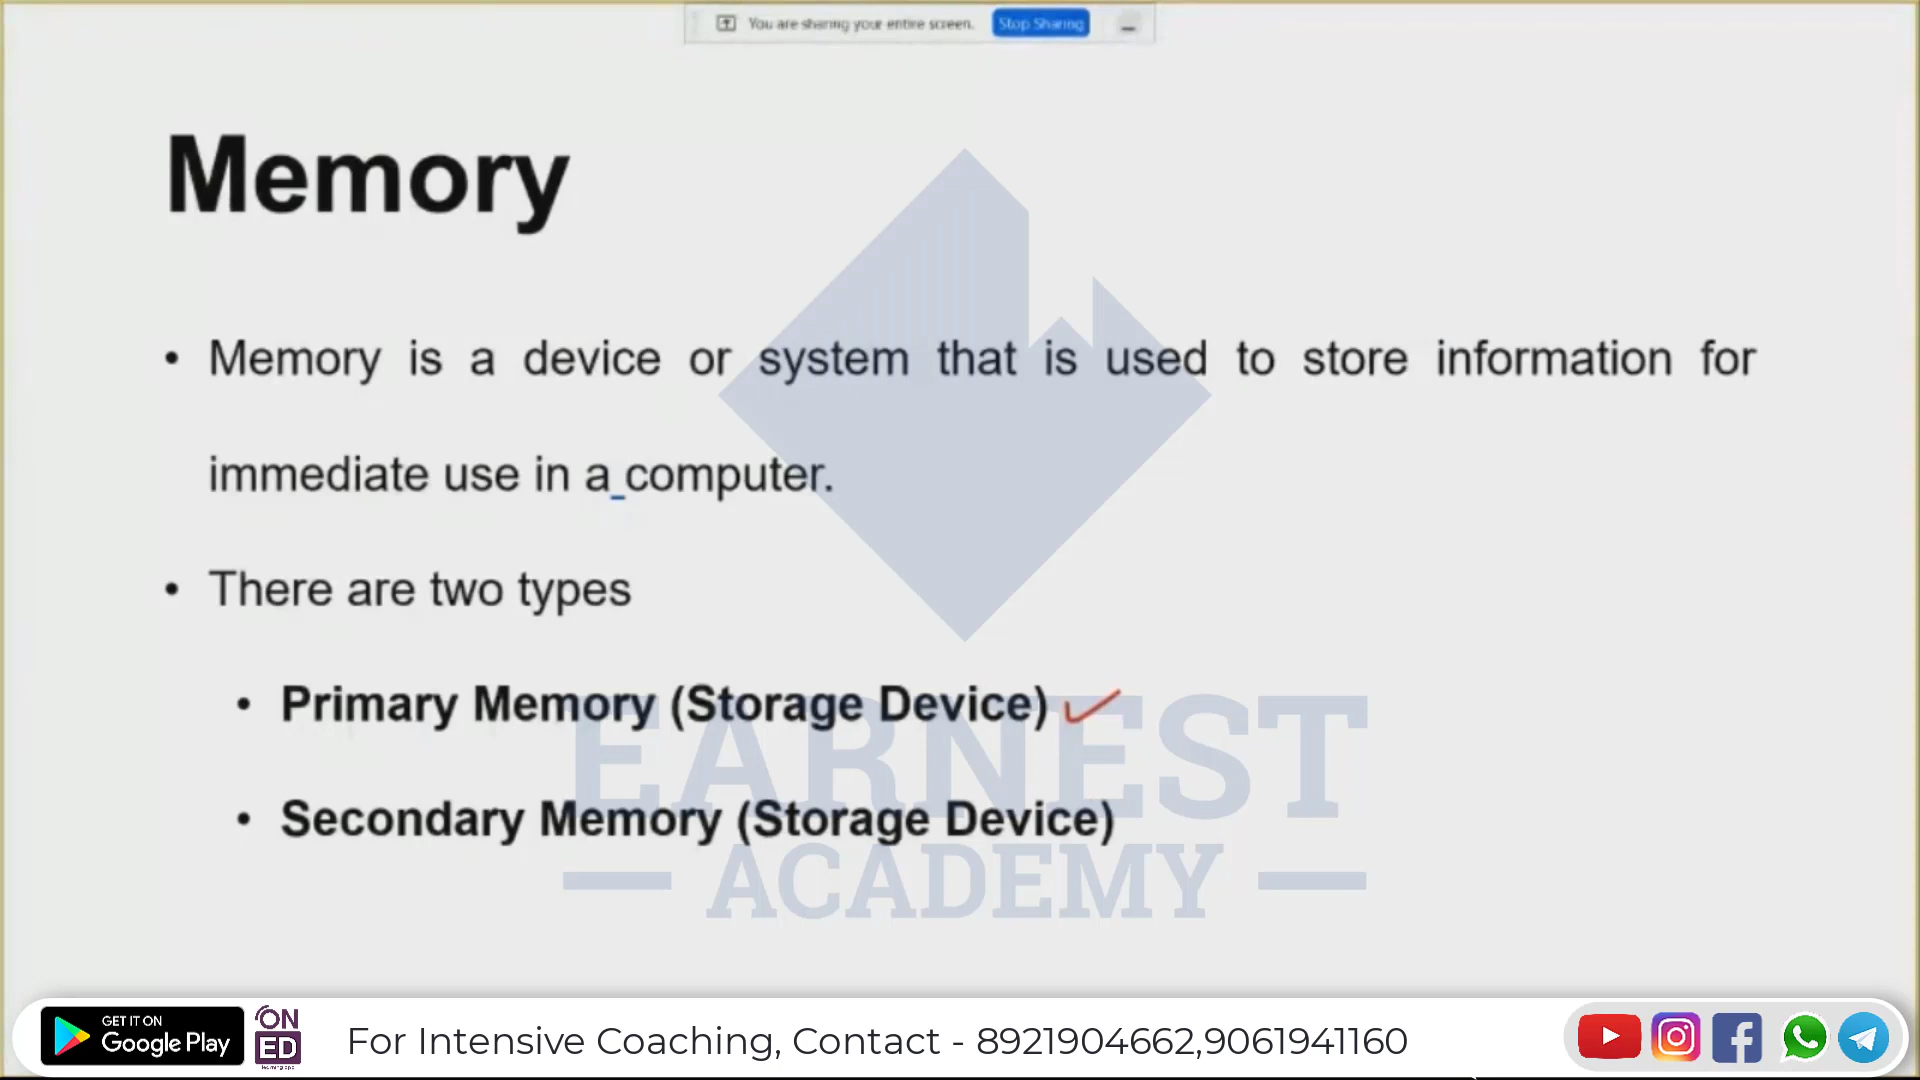 You are sharing your entire screen. Stop Sharing
Memory
• Memory is a device or system that is used to store information for
immediate use in a computer.
• There are two types
• Primary Memory (Storage Device)
• Secondary Memory (Storage Device)
EARNEST
ACADEMY
GET IT ON
Google Play
ON
ED
For Intensive Coaching, Contact - 8921904662,9061941160